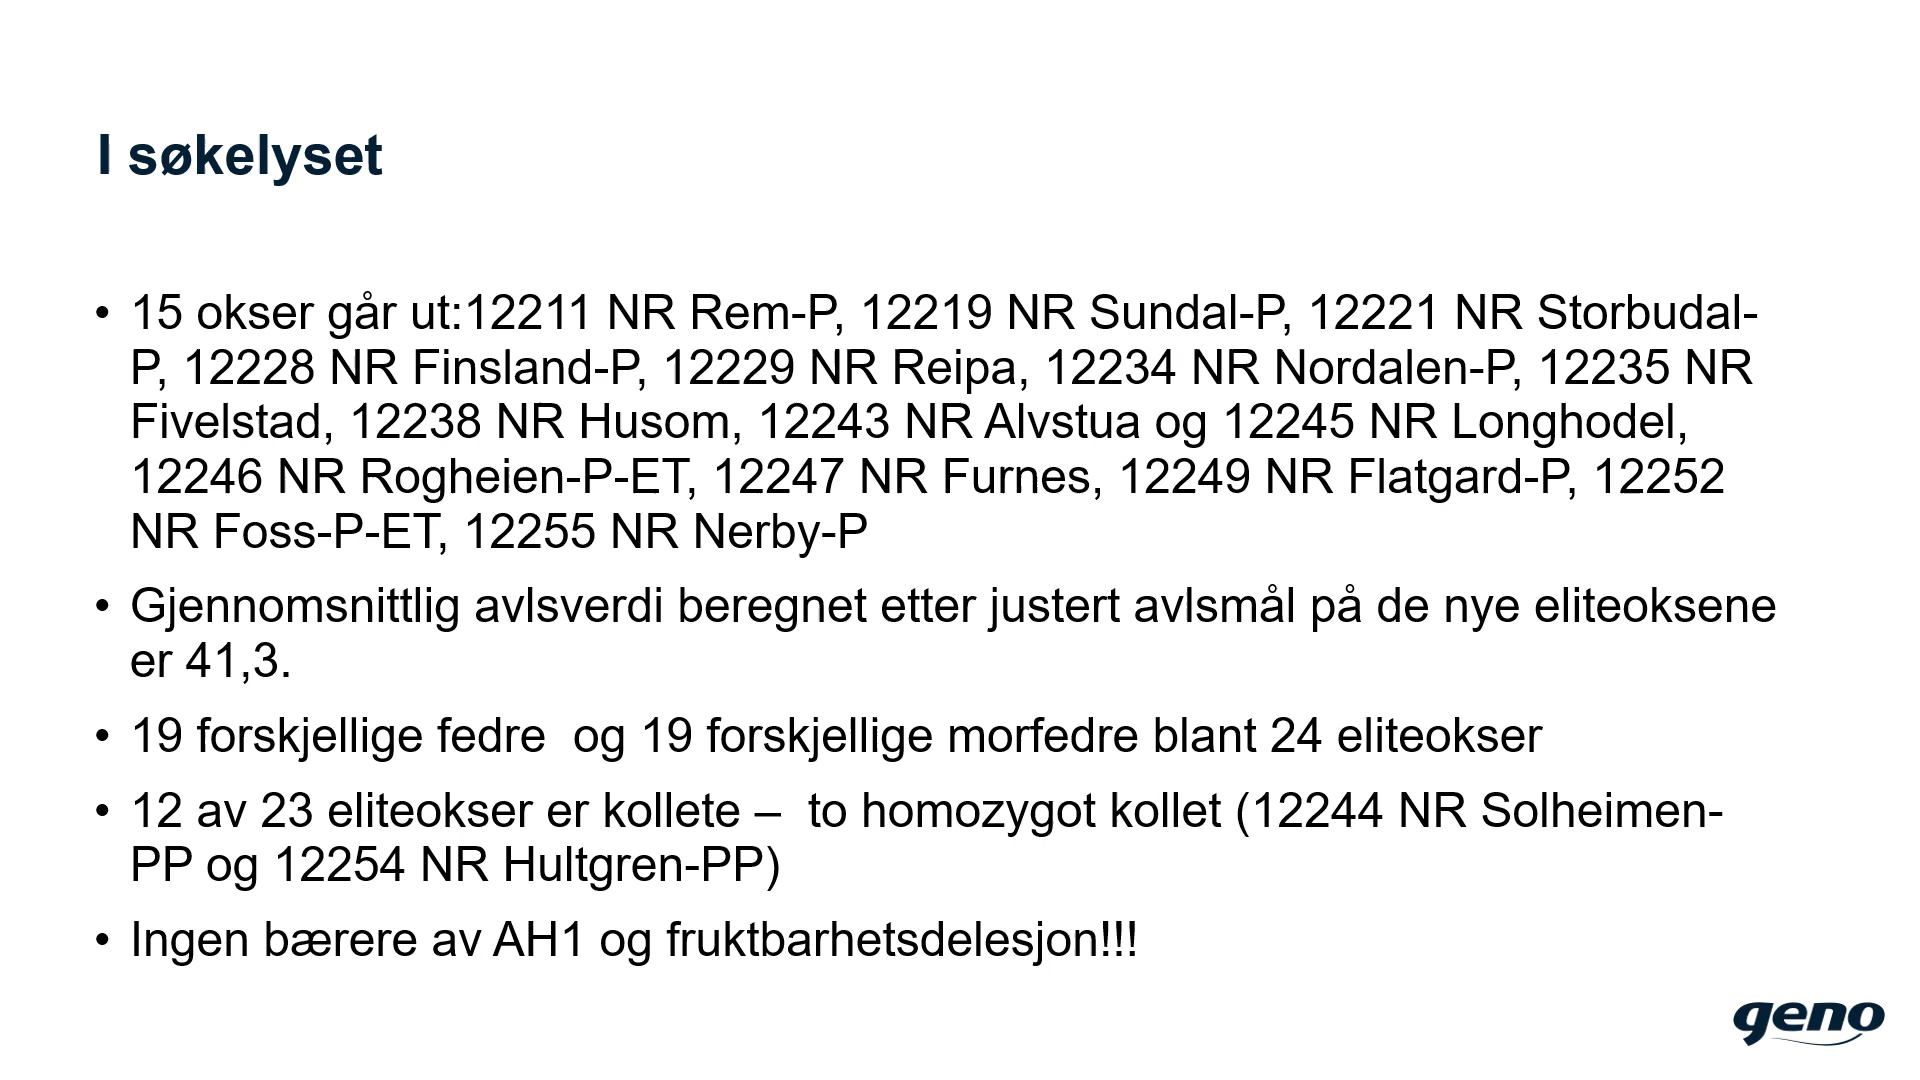 I søkelyset
• 15 okser går ut:12211 NR Rem-P, 12219 NR Sundal-P, 12221 NR Storbudal-
P, 12228 NR Finsland-P, 12229 NR Reipa, 12234 NR Nordalen-P, 12235 NR
Fivelstad, 12238 NR Husom, 12243 NR Alvstua og 12245 NR Longhodel,
12246 NR Rogheien-P-ET, 12247 NR Furnes, 12249 NR Flatgard-P, 12252
NR Foss-P-ET, 12255 NR Nerby-P
• Gjennomsnittlig avlsverdi beregnet etter justert avlsmål på de nye eliteoksene
er 41,3.
• 19 forskjellige fedre  og 19 forskjellige morfedre blant 24 eliteokser
• 12 av 23 eliteokser er kollete –  to homozygot kollet (12244 NR Solheimen-
PP og 12254 NR Hultgren-PP)
• Ingen bærere av AH1 og fruktbarhetsdelesjon!!!
geno